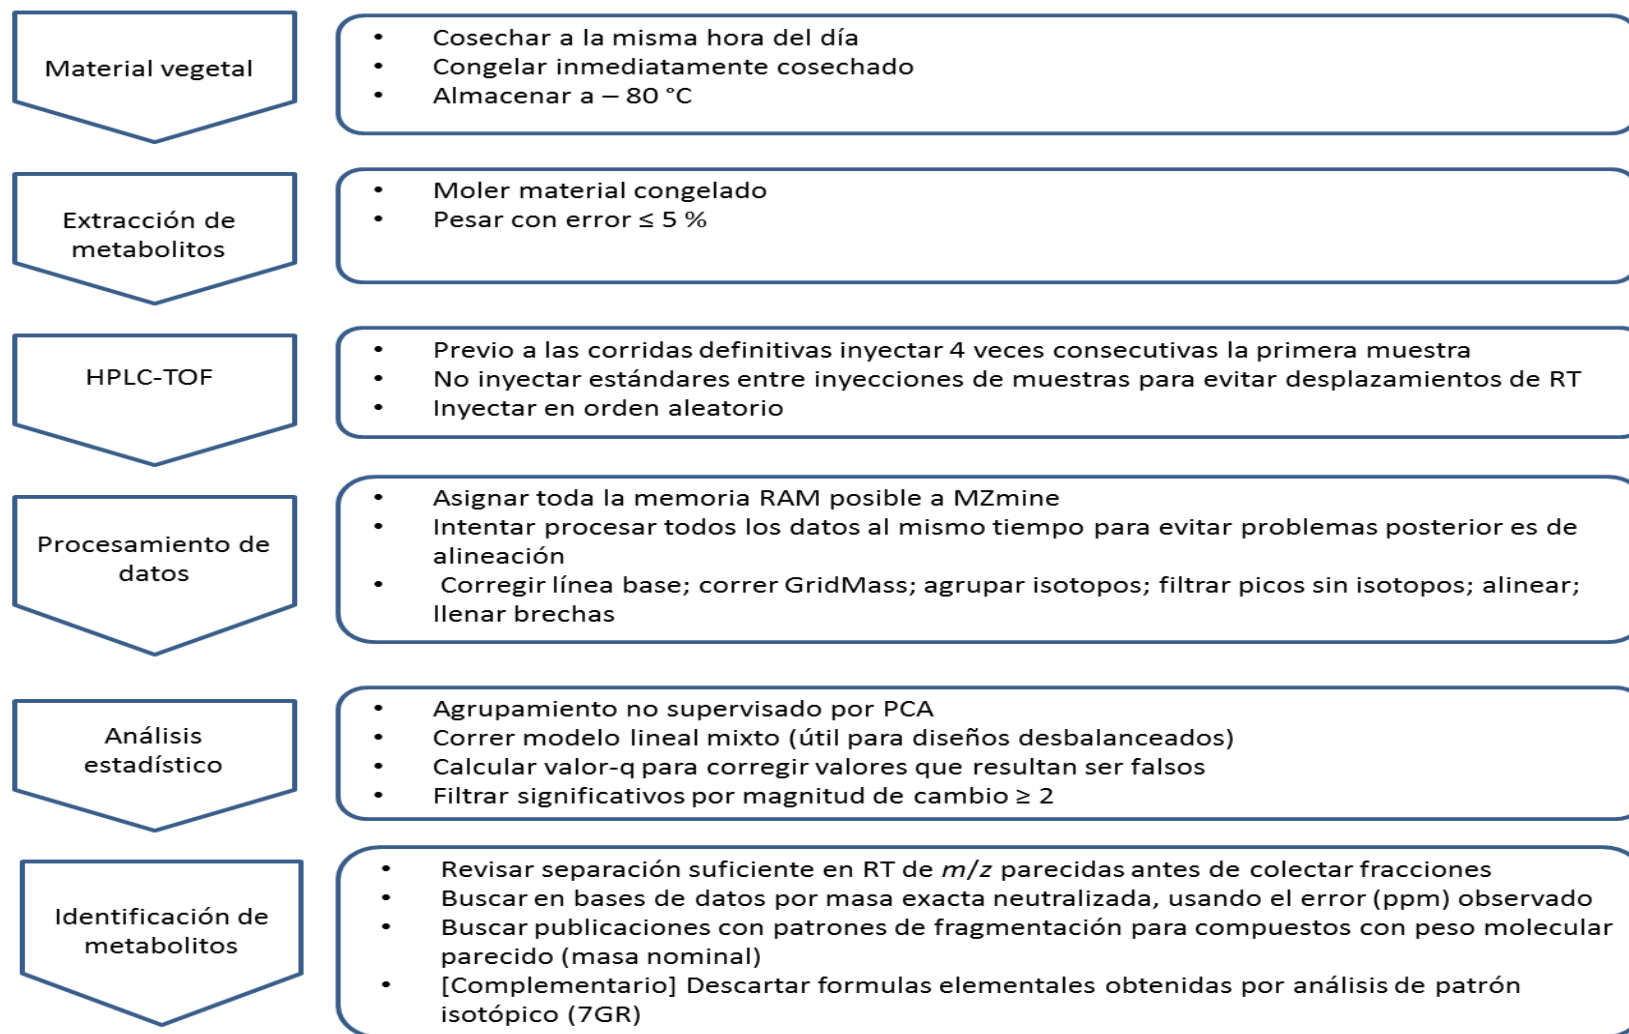 Material vegetal
• Cosechar a la misma hora del día
• Congelar inmediatamente cosechado
• Almacenar a – 80 °C
Extracción de
metabolitos
• Moler material congelado
• Pesar con error ≤ 5 %
HPLC-TOF
• Previo a las corridas definitivas inyectar 4 veces consecutivas la primera muestra
• No inyectar estándares entre inyecciones de muestras para evitar desplazamientos de RT
• Inyectar en orden aleatorio
Procesamiento de
datos
• Asignar toda la memoria RAM posible a MZmine
• Intentar procesar todos los datos al mismo tiempo para evitar problemas posterior es de
alineación
• Corregir línea base; correr GridMass; agrupar isotopos; filtrar picos sin isotopos; alinear;
llenar brechas
Análisis
estadístico
• Agrupamiento no supervisado por PCA
• Correr modelo lineal mixto (útil para diseños desbalanceados)
• Calcular valor-q para corregir valores que resultan ser falsos
• Filtrar significativos por magnitud de cambio ≥ 2
Identificación de
metabolitos
• Revisar separación suficiente en RT de m/z parecidas antes de colectar fracciones
• Buscar en bases de datos por masa exacta neutralizada, usando el error (ppm) observado
• Buscar publicaciones con patrones de fragmentación para compuestos con peso molecular
parecido (masa nominal)
• [Complementario] Descartar formulas elementales obtenidas por análisis de patrón
isotópico (7GR)